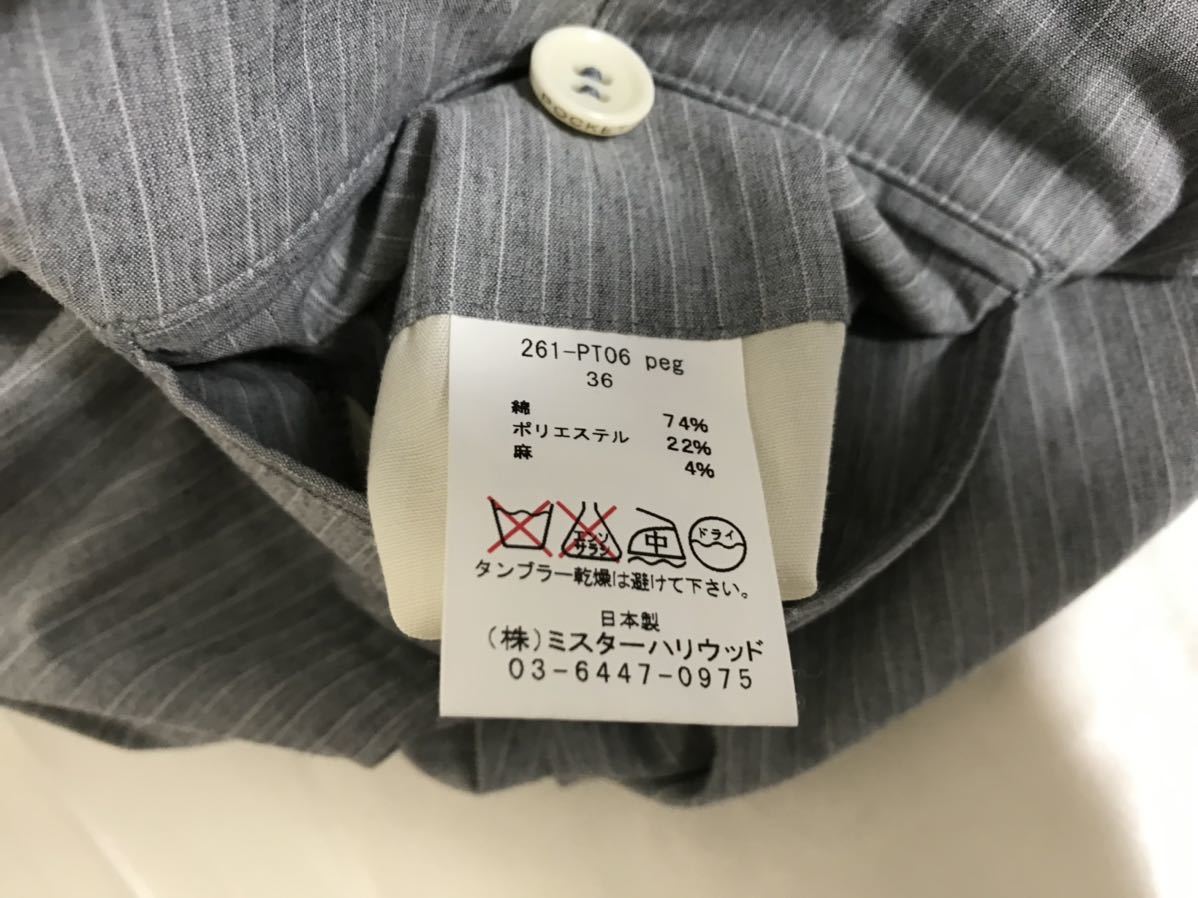 POCKE
261-PT06 peg
36
綿 74%
ポリエステル 22%
麻 4%
エンソ サラシ 中 ドライ
タンブラー乾燥は避けて下さい。
日本製
(株)ミスターハリウッド
03-6447-0975